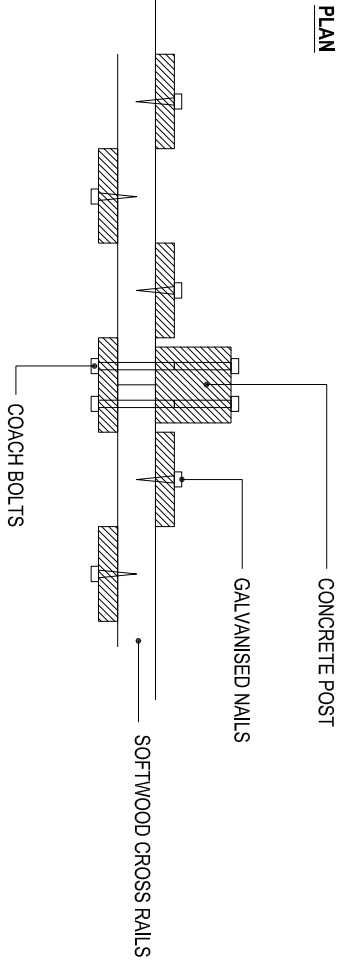 PLAN
CONCRETE POST
GALVANISED NAILS
SOFTWOOD CROSS RAILS
COACH BOLTS